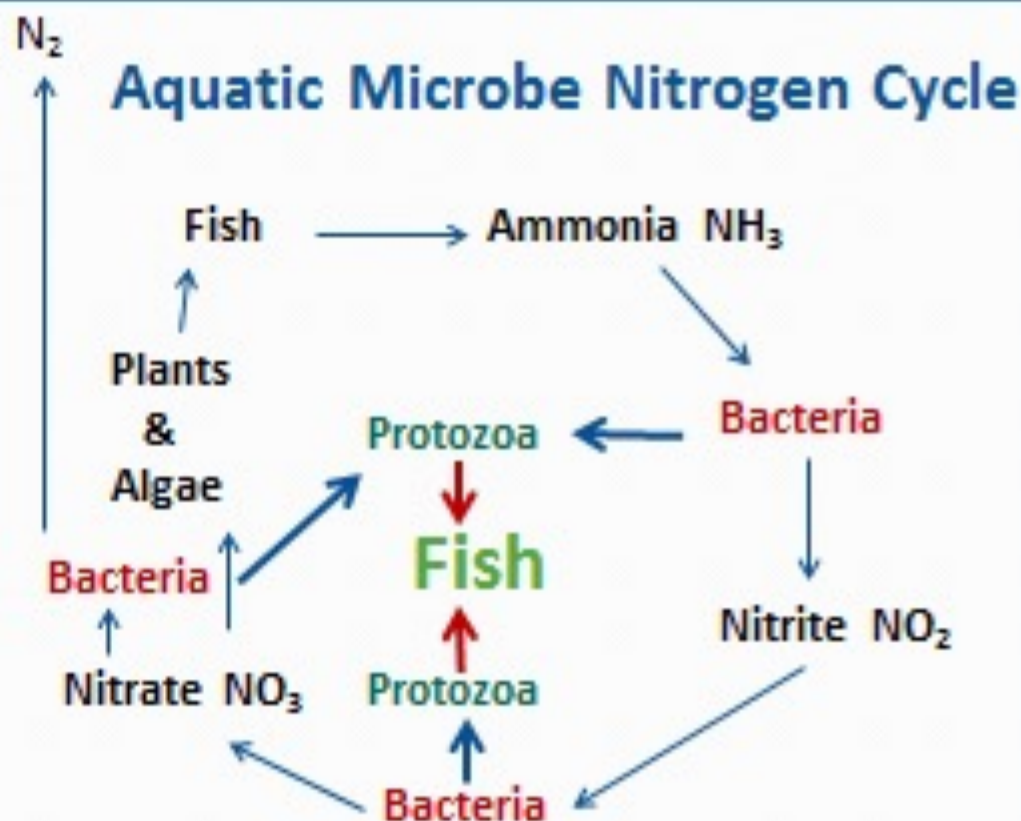 N₂
Aquatic Microbe Nitrogen Cycle
Fish
Ammonia NH₃
Plants
&
Algae
Protozoa
Bacteria
Fish
Bacteria
Nitrite NO₂
Nitrate NO₃
Protozoa
Bacteria